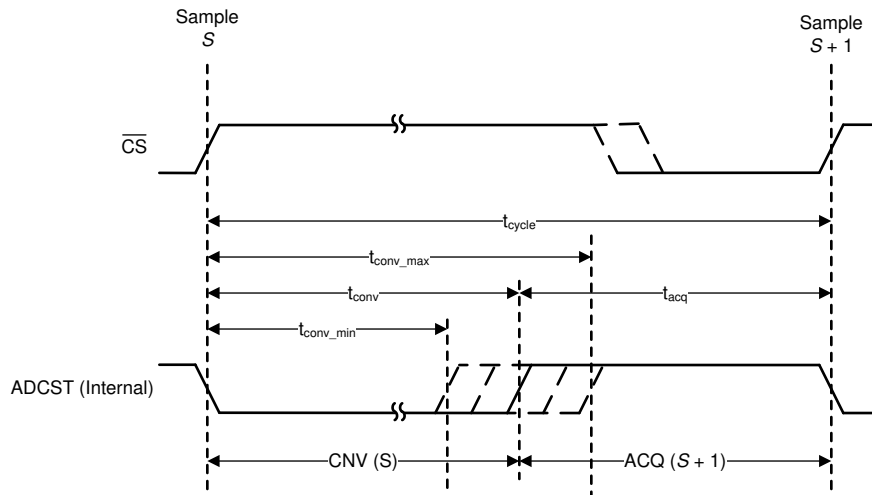 Sample
S
Sample
S + 1
CS
tcycle
tconv_max
tconv
tacq
tconv_min
ADCST (Internal)
CNV (S)
ACQ (S + 1)